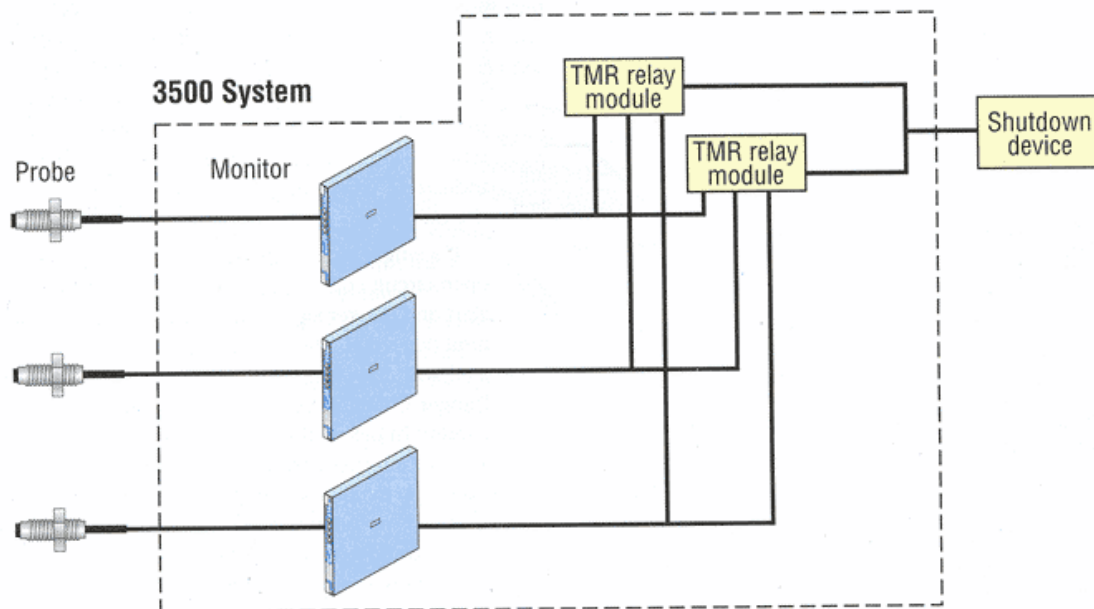 3500 System
Probe
Monitor
TMR relay
module
TMR relay
module
Shutdown
device